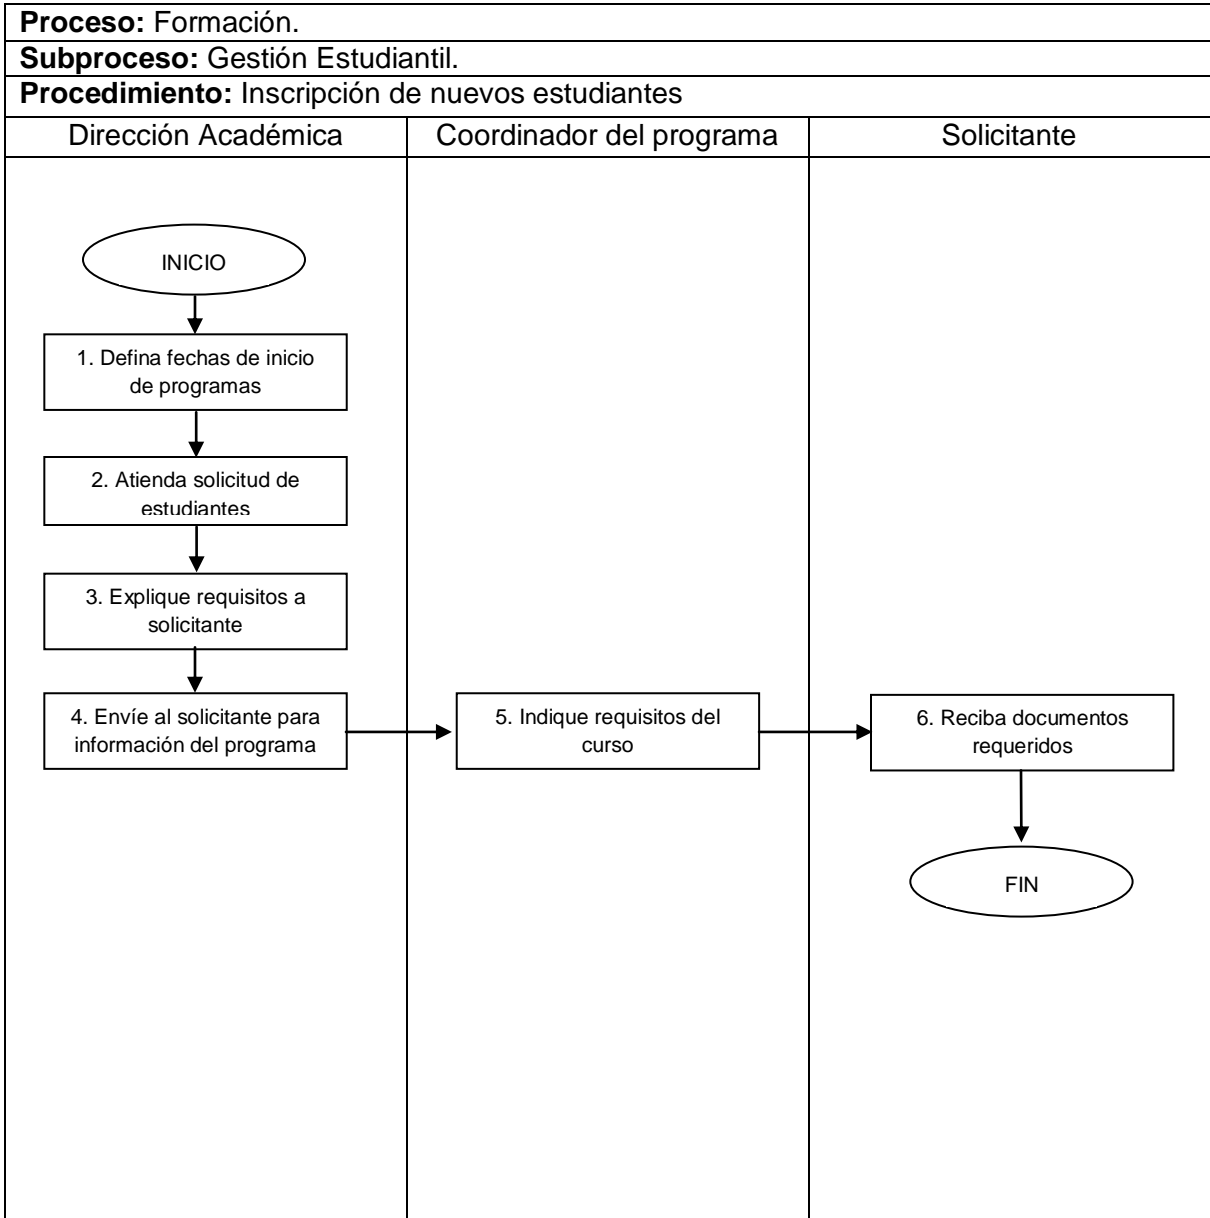 Proceso: Formación.
Subproceso: Gestión Estudiantil.
Procedimiento: Inscripción de nuevos estudiantes
Dirección Académica
Coordinador del programa
Solicitante
INICIO
1. Defina fechas de inicio
de programas
2. Atienda solicitud de
estudiantes
3. Explique requisitos a
solicitante
4. Envíe al solicitante para
información del programa
5. Indique requisitos del
curso
6. Reciba documentos
requeridos
FIN